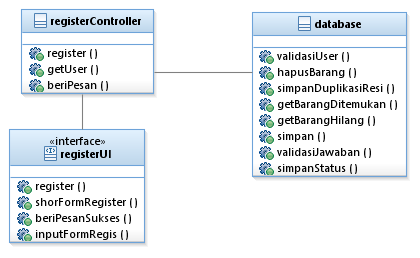 registerController
register ()
getUser ()
beriPesan ()
database
validasiUser ()
hapusBarang ()
simpanDuplikasiResi ()
getBarangDitemukan ()
getBarangHilang ()
simpan ()
validasiJawaban ()
simpanStatus ()
«interface»
registerUI
register ()
shorFormRegister ()
beriPesanSukses ()
inputFormRegis ()